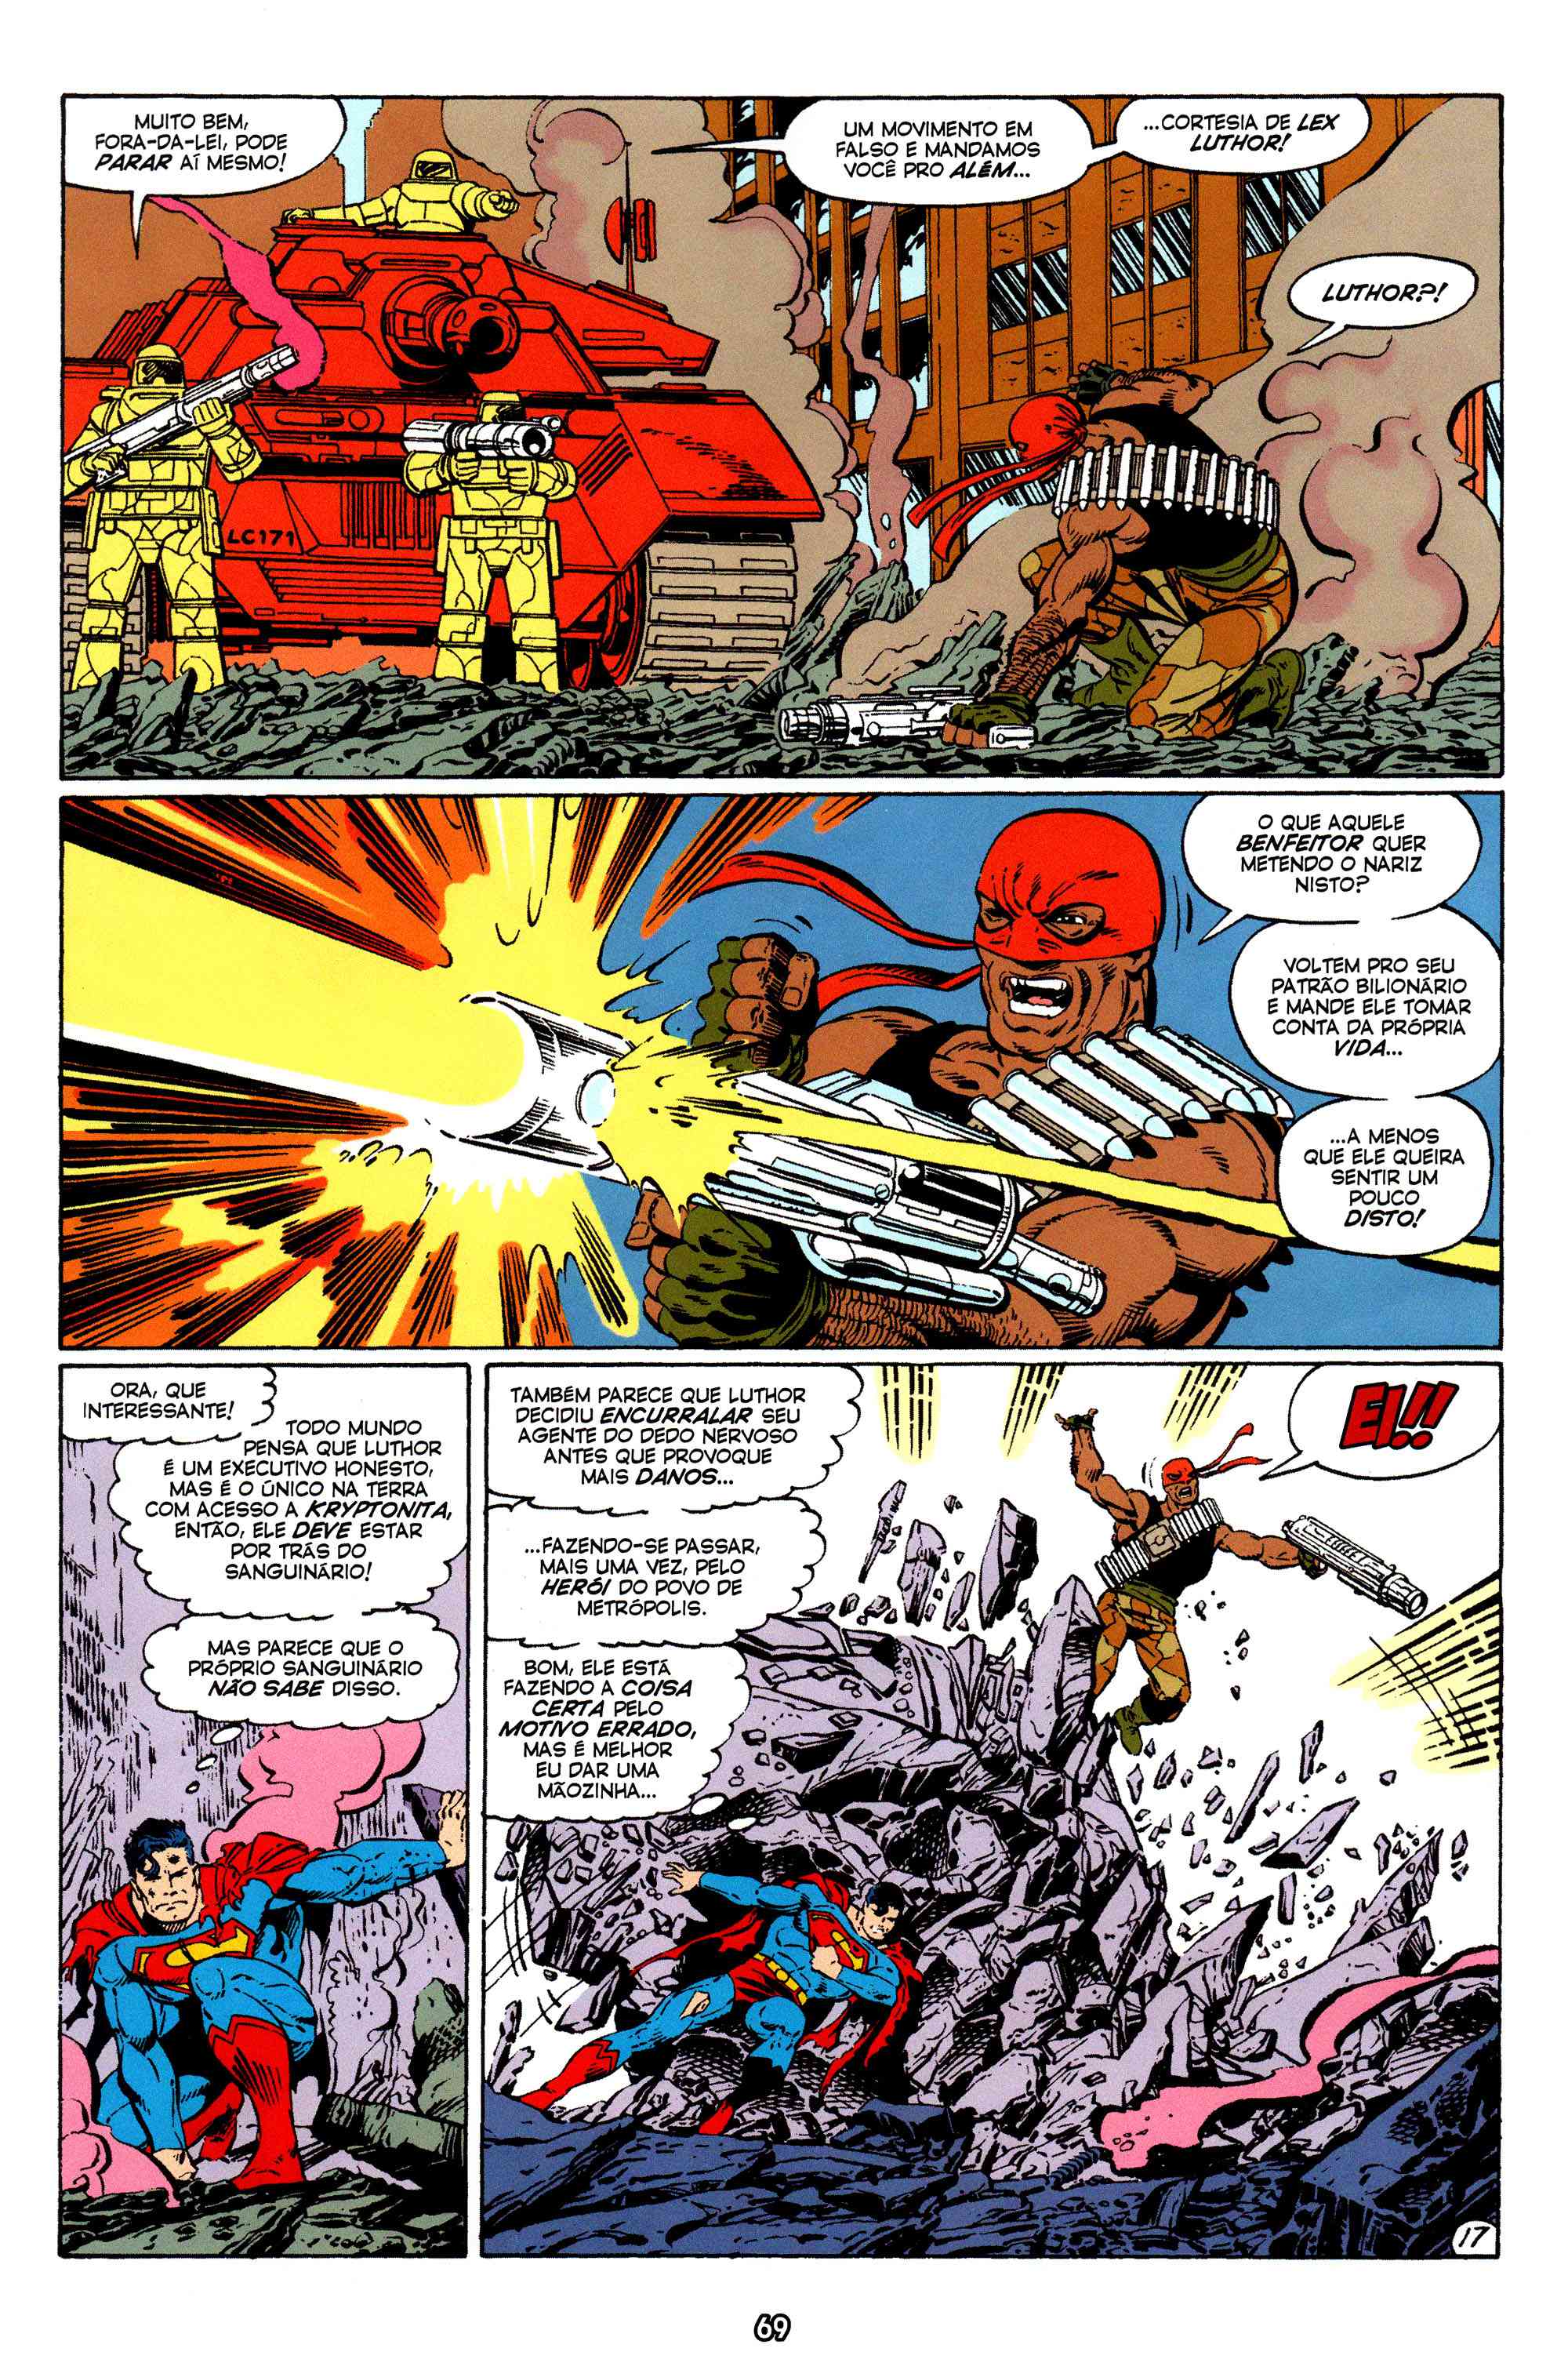 MUITO BEM,
FORA-DA-LEI, PODE
PARAR AÍ MESMO!
UM MOVIMENTO EM
FALSO E MANDAMOS
VOCÊ PRO ALÉM...
...CORTESIA DE LEX
LUTHOR!
LUTHOR?!
LC171
O QUE AQUELE
BENFEITOR QUER
METENDO O NARIZ
NISTO?
VOLTEM PRO SEU
PATRÃO BILIONÁRIO
E MANDE ELE TOMAR
CONTA DA PRÓPRIA
VIDA...
...A MENOS
QUE ELE QUEIRA
SENTIR UM
POUCO
DISTO!
ORA, QUE
INTERESSANTE!
TODO MUNDO
PENSA QUE LUTHOR
É UM EXECUTIVO HONESTO,
MAS É O ÚNICO NA TERRA
COM ACESSO A KRYPTONITA,
ENTÃO, ELE DEVE ESTAR
POR TRÁS DO
SANGUINÁRIO!
MAS PARECE QUE O
PRÓPRIO SANGUINÁRIO
NÃO SABE DISSO.
TAMBÉM PARECE QUE LUTHOR
DECIDIU ENCURRALAR SEU
AGENTE DO DEDO NERVOSO
ANTES QUE PROVOQUE
MAIS DANOS...
...FAZENDO-SE PASSAR,
MAIS UMA VEZ, PELO
HERÓI DO POVO DE
METRÓPOLIS.
BOM, ELE ESTÁ
FAZENDO A COISA
CERTA PELO
MOTIVO ERRADO,
MAS É MELHOR
EU DAR UMA
MÃOZINHA...
EI!!
17
69